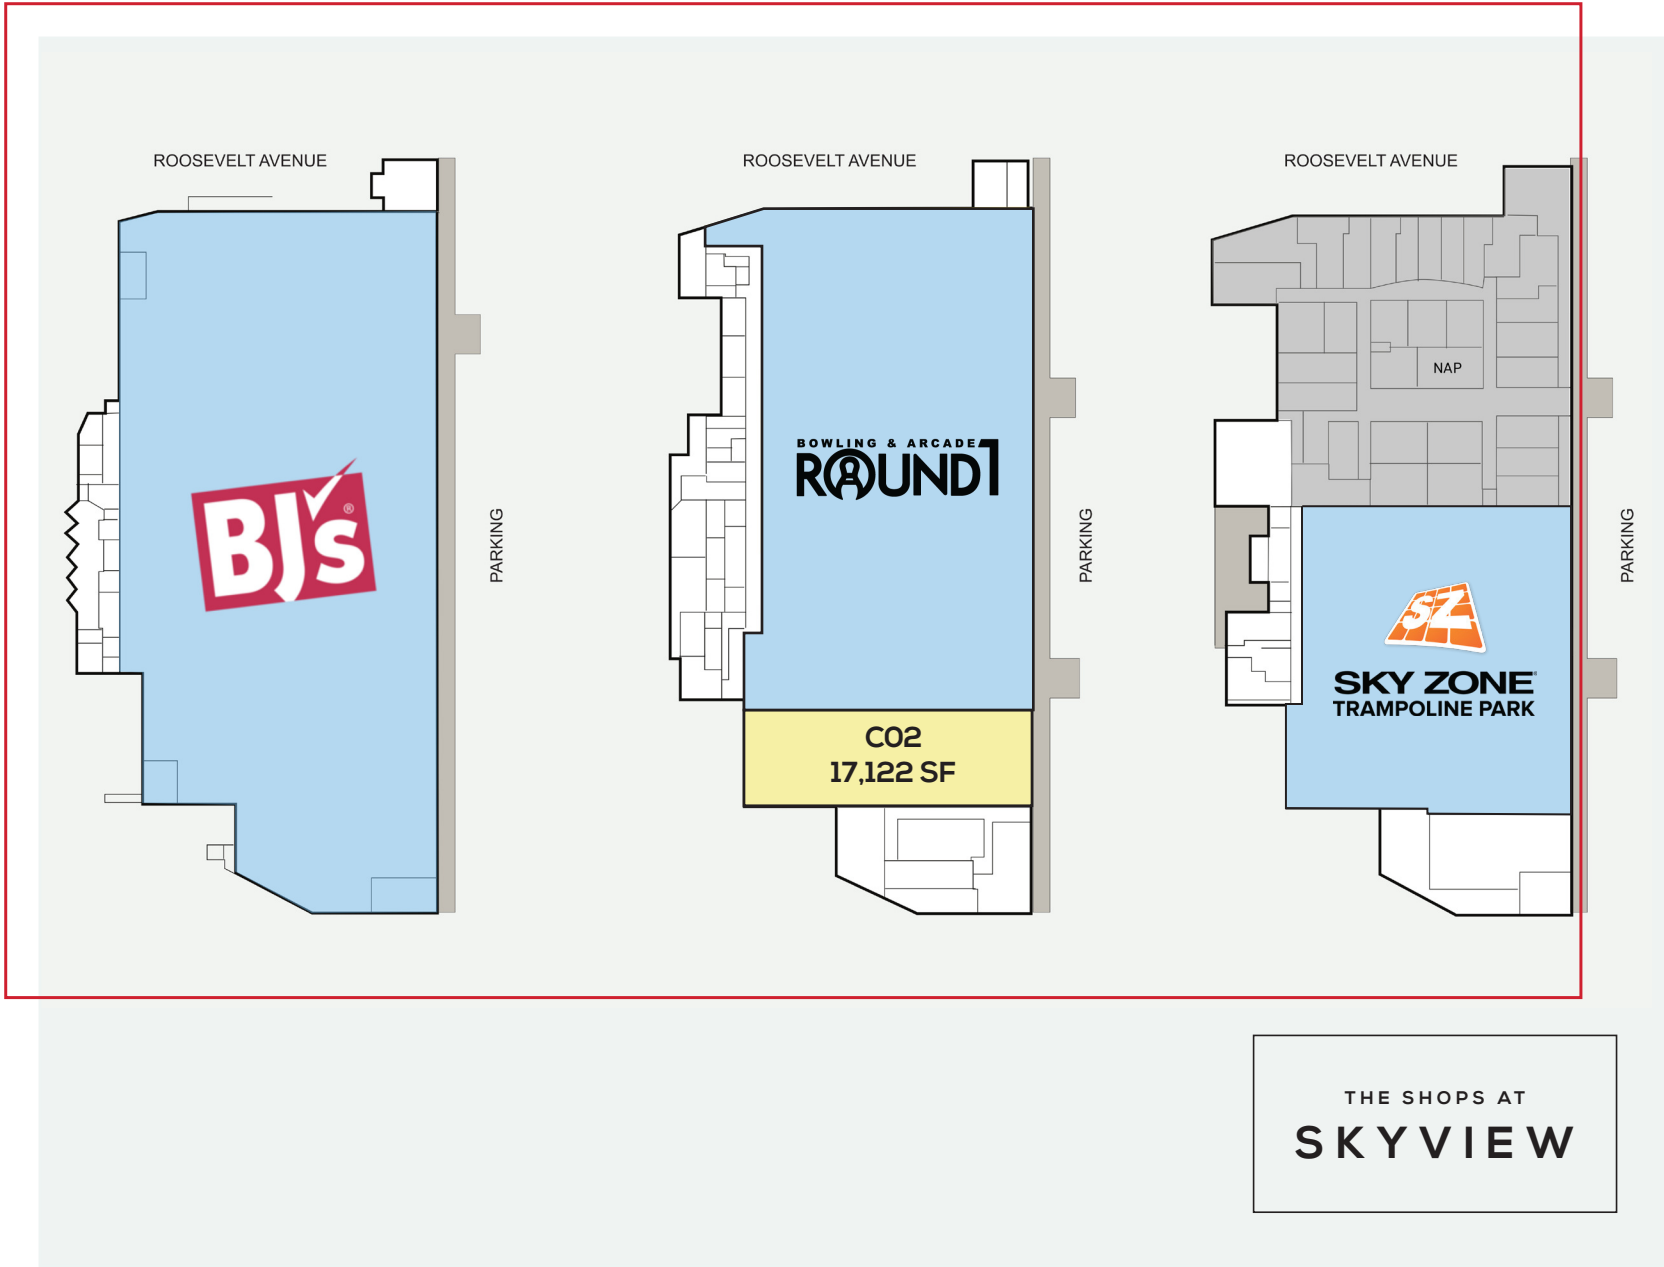 ROOSEVELT AVENUE
ROOSEVELT AVENUE
ROOSEVELT AVENUE
BJ's®
PARKING
BOWLING & ARCADE
ROUND1
PARKING
C02
17,122 SF
NAP
SZ
SKY ZONE
TRAMPOLINE PARK
PARKING
THE SHOPS AT
SKYVIEW